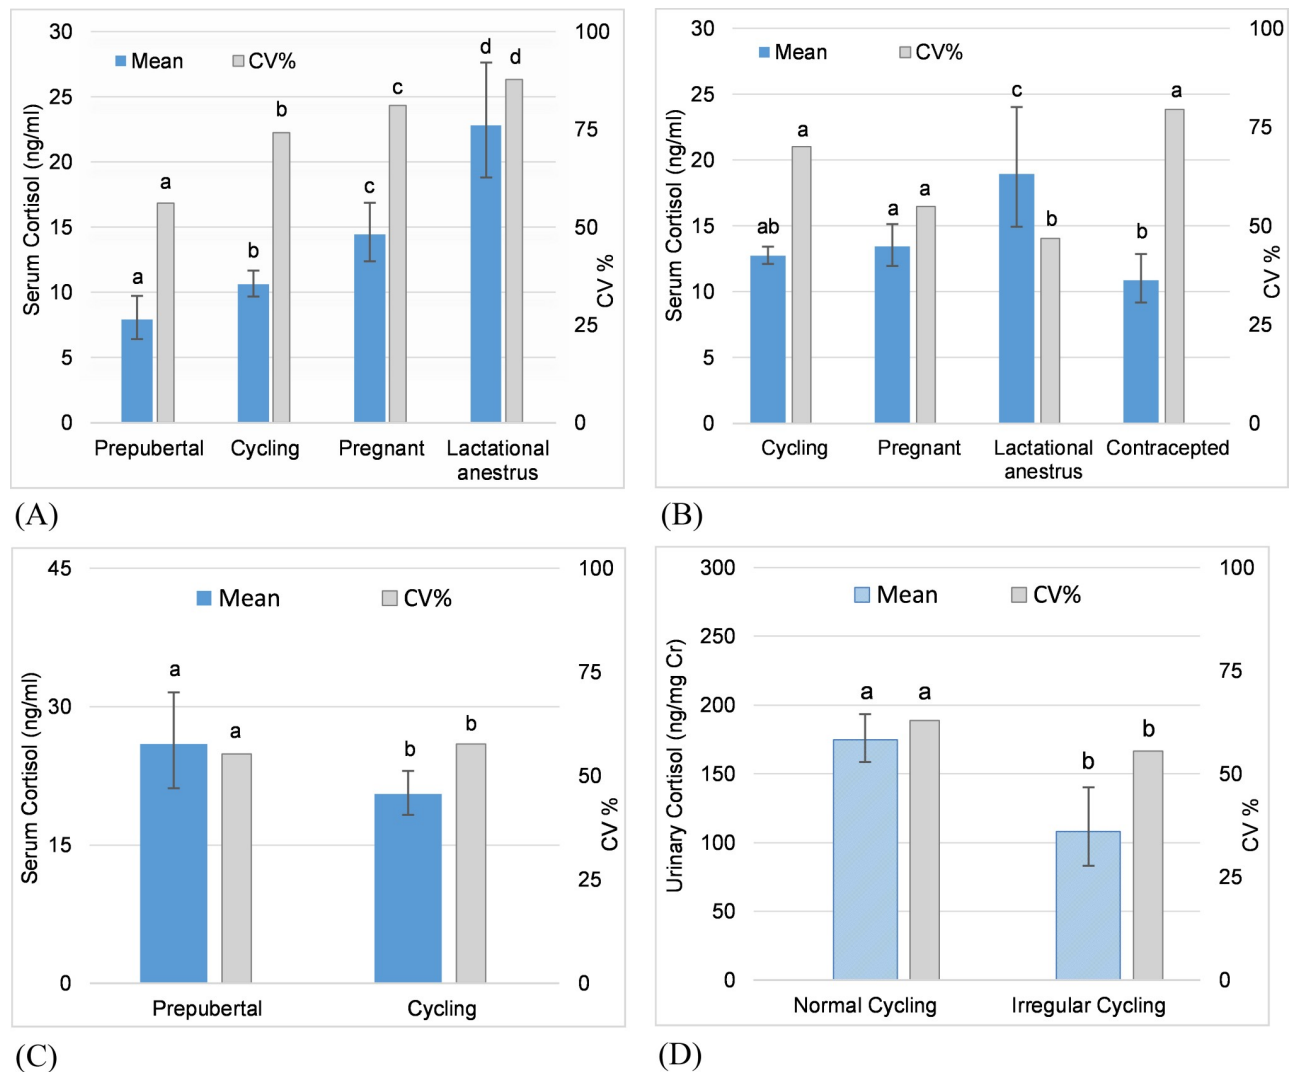 30
25
20
15
10
5
0
Serum Cortisol (ng/ml)
Mean
CV%
100
75
50
25
0
CV %
a
a
b
b
c
c
d
d
Prepubertal
Cycling
Pregnant
Lactational
anestrus
(A)
30
25
20
15
10
5
0
Serum Cortisol (ng/ml)
Mean
CV%
100
75
50
25
0
CV %
ab
a
a
a
c
b
b
a
Cycling
Pregnant
Lactational
anestrus
Contracepted
(B)
45
30
15
0
Serum Cortisol (ng/ml)
Mean
CV%
100
75
50
25
0
CV %
a
a
b
b
Prepubertal
Cycling
(C)
300
250
200
150
100
50
0
Urinary Cortisol (ng/mg Cr)
Mean
CV%
100
75
50
25
0
CV %
a
a
b
b
Normal Cycling
Irregular Cycling
(D)